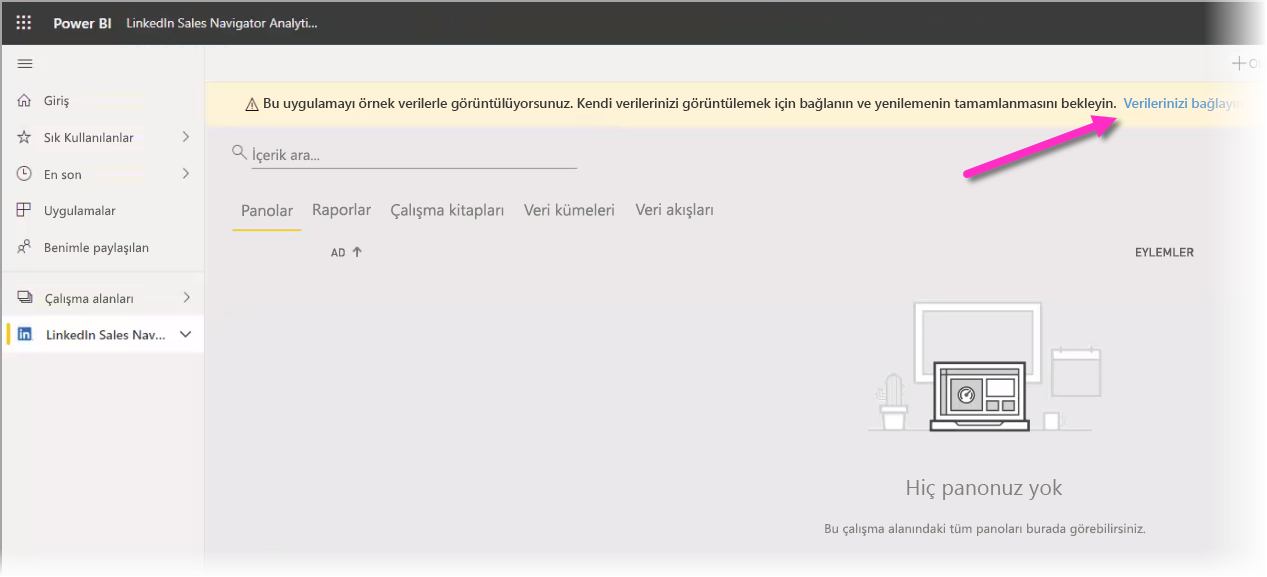 Power BI LinkedIn Sales Navigator Analyti...
Giriş
Sık Kullanılanlar
En son
Uygulamalar
Benimle paylaşılan
Çalışma alanları
in LinkedIn Sales Nav...
Bu uygulamayı örnek verilerle görüntülüyorsunuz. Kendi verilerinizi görüntülemek için bağlanın ve yenilemenin tamamlanmasını bekleyin. Verilerinizi
İçerik ara...
Panolar Raporlar Çalışma kitapları Veri kümeleri Veri akışları
AD EYLEMLER
Hiç panonuz yok
Bu çalışma alanındaki tüm panoları burada görebilirsiniz.